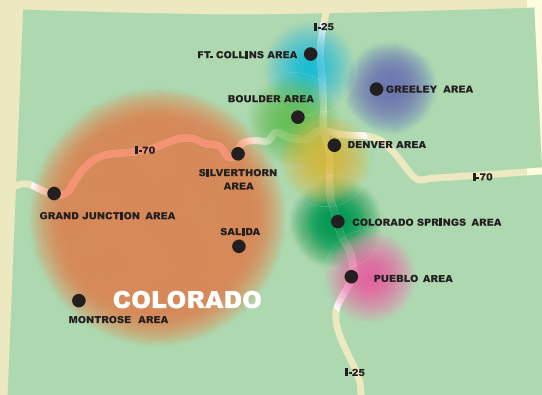 I-25
FT. COLLINS AREA
GREELEY AREA
BOULDER AREA
DENVER AREA
I-70
SILVERTHORN
AREA
I-70
GRAND JUNCTION AREA
COLORADO SPRINGS AREA
SALIDA
PUEBLO AREA
COLORADO
MONTROSE AREA
I-25